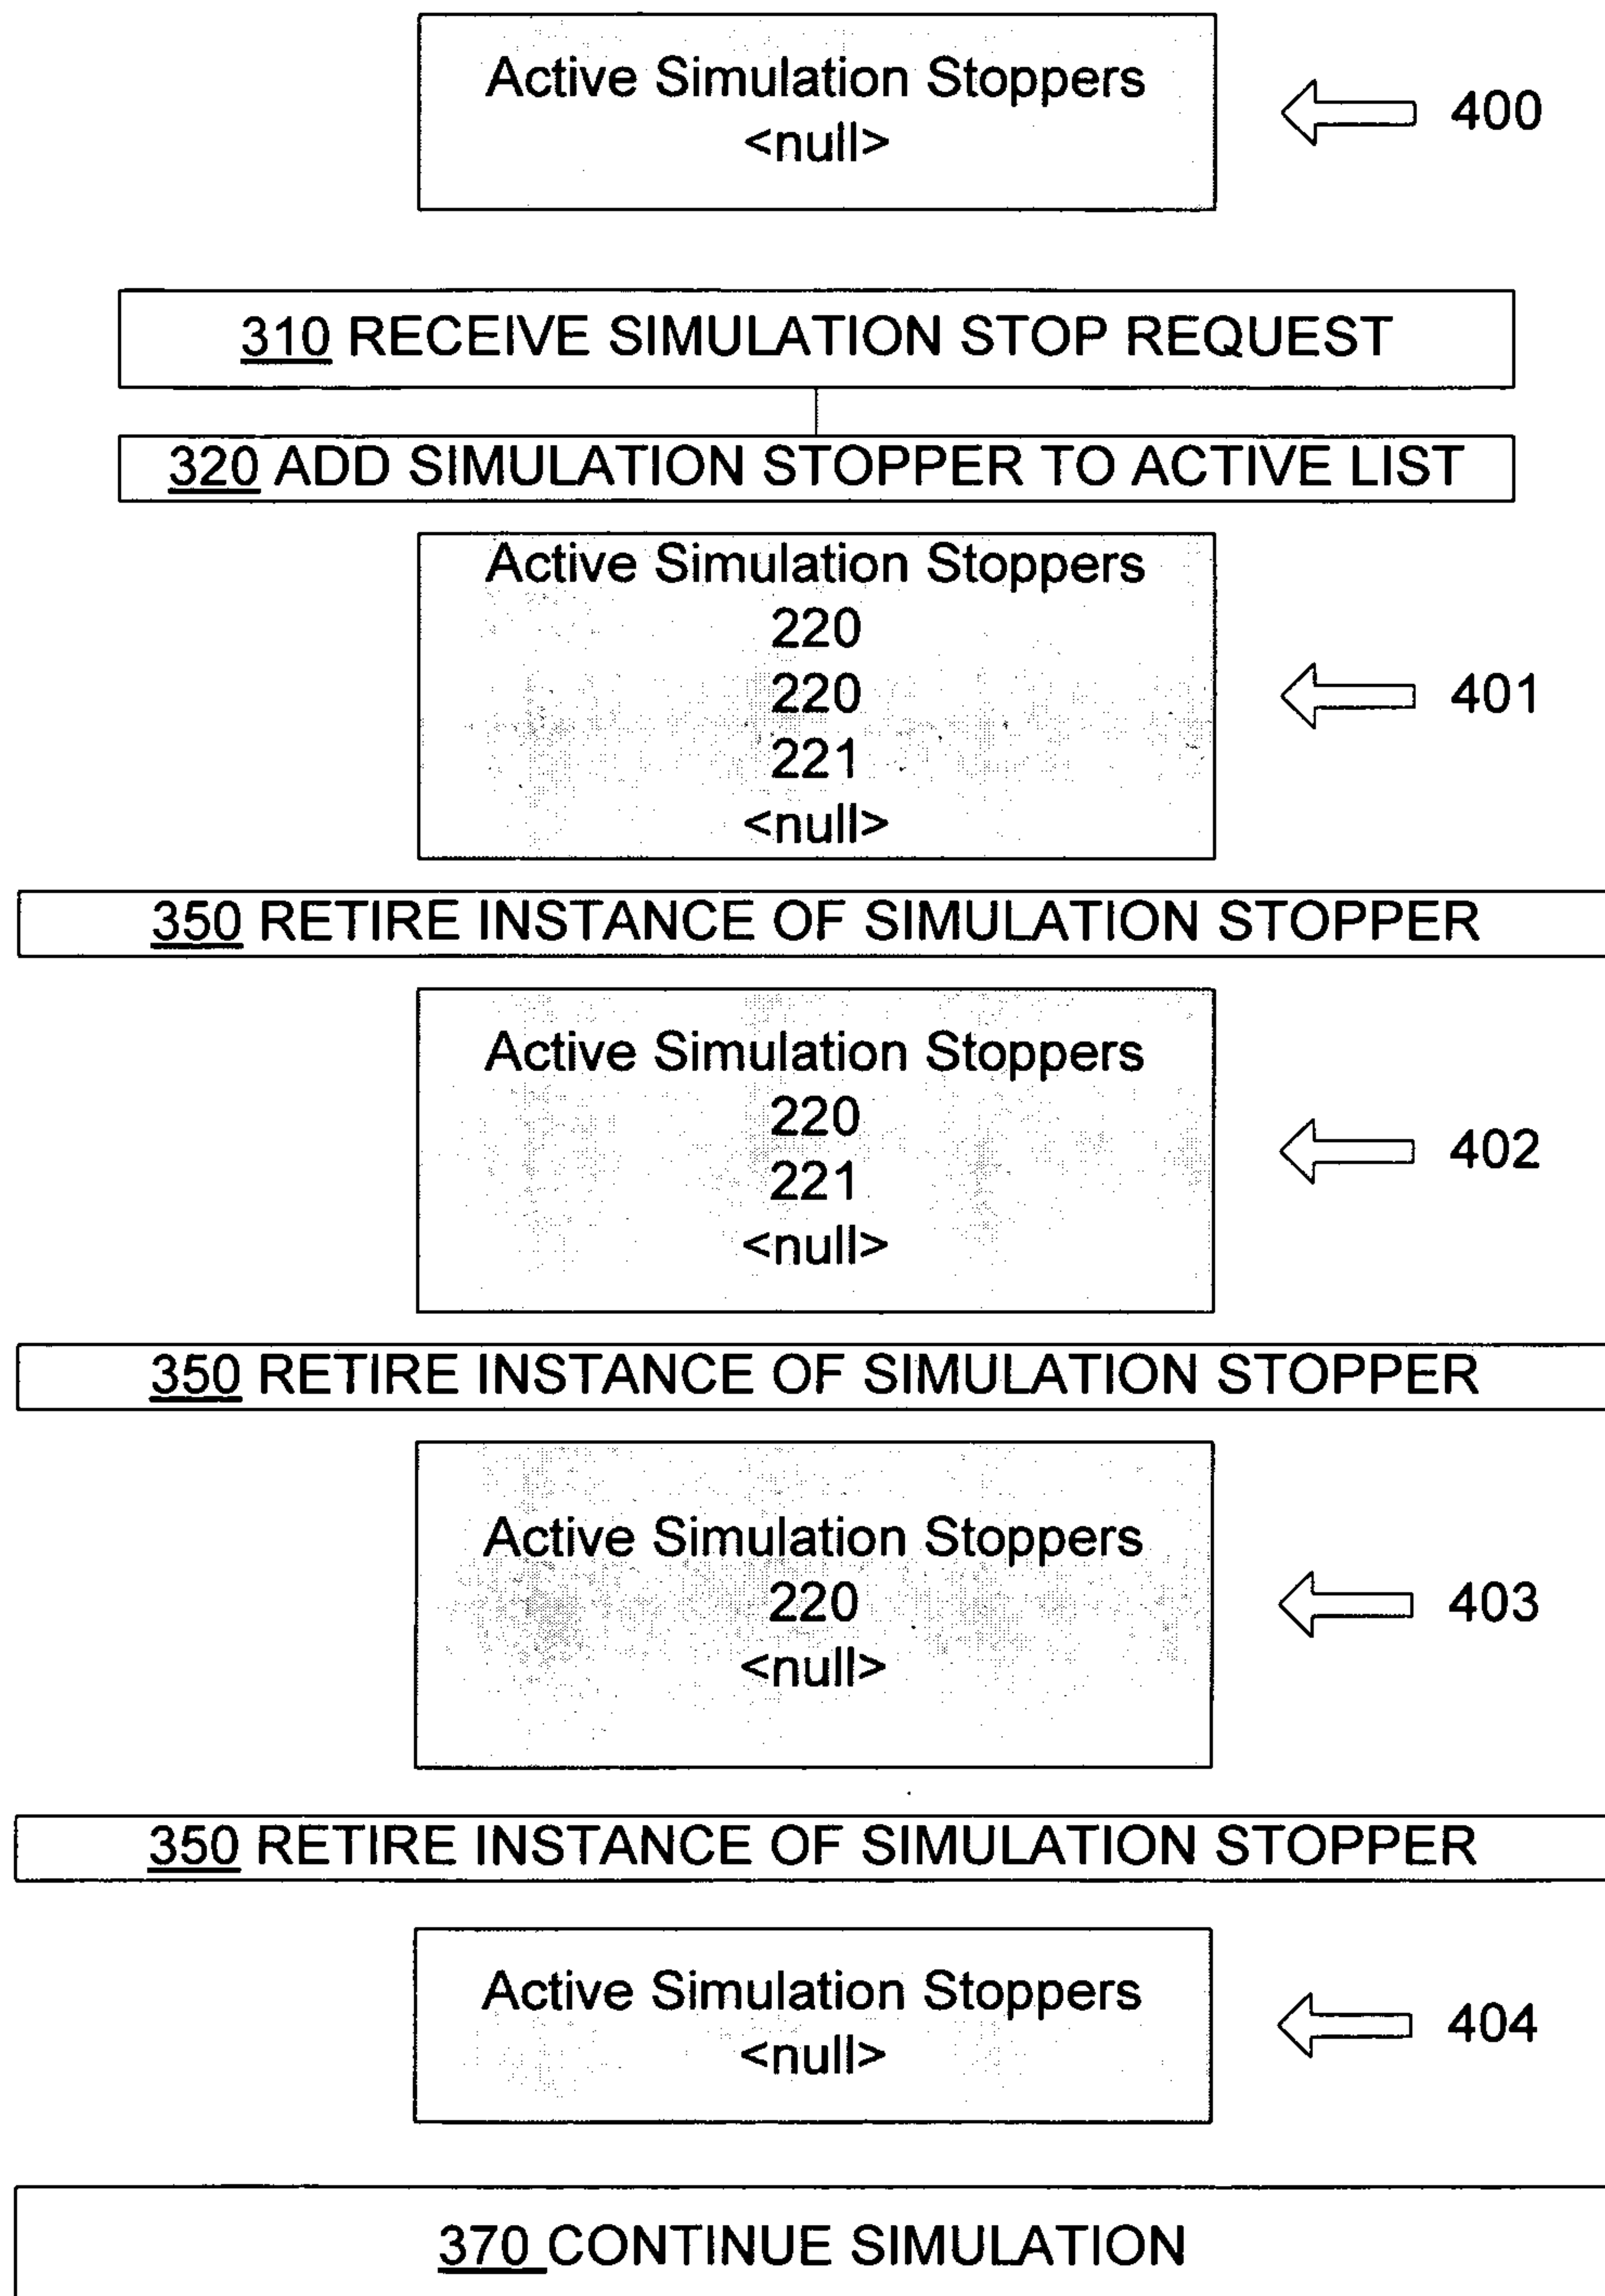 Active Simulation Stoppers
<null>
400
310 RECEIVE SIMULATION STOP REQUEST
320 ADD SIMULATION STOPPER TO ACTIVE LIST
Active Simulation Stoppers
220
220
221
<null>
401
350 RETIRE INSTANCE OF SIMULATION STOPPER
Active Simulation Stoppers
220
221
<null>
402
350 RETIRE INSTANCE OF SIMULATION STOPPER
Active Simulation Stoppers
220
<null>
403
350 RETIRE INSTANCE OF SIMULATION STOPPER
Active Simulation Stoppers
<null>
404
370 CONTINUE SIMULATION